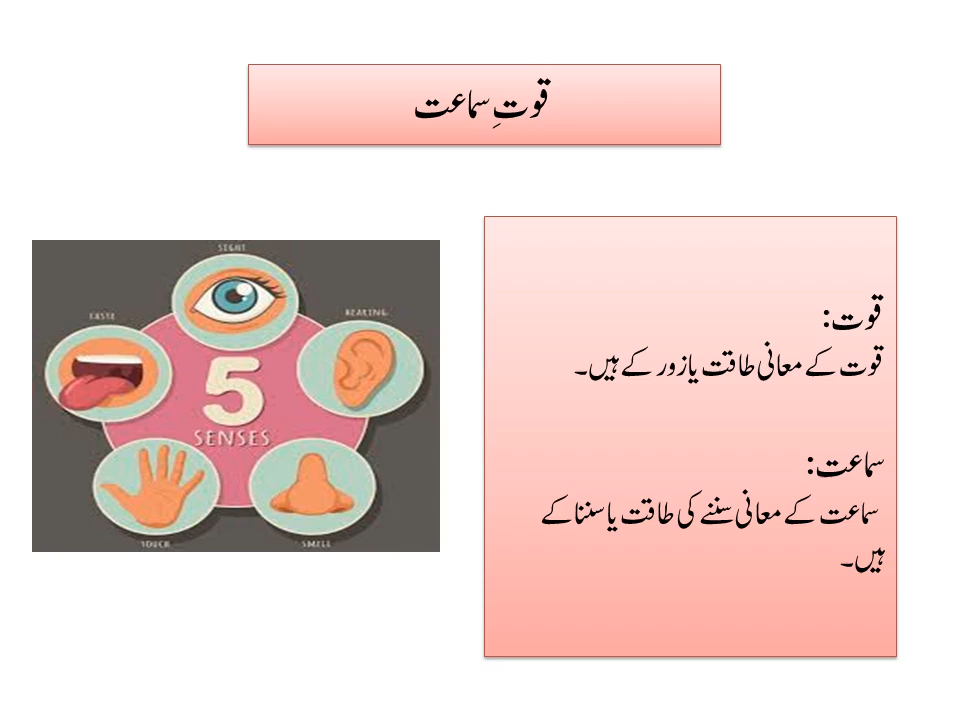 قوتِ سماعت
SIGHT
TASTE
HEARING
5
SENSES
TOUCH
SMELL
قوت:
قوت کے معانی طاقت یا زور کے ہیں۔
سماعت:
سماعت کے معانی سننے کی طاقت یا سننا کے
ہیں۔